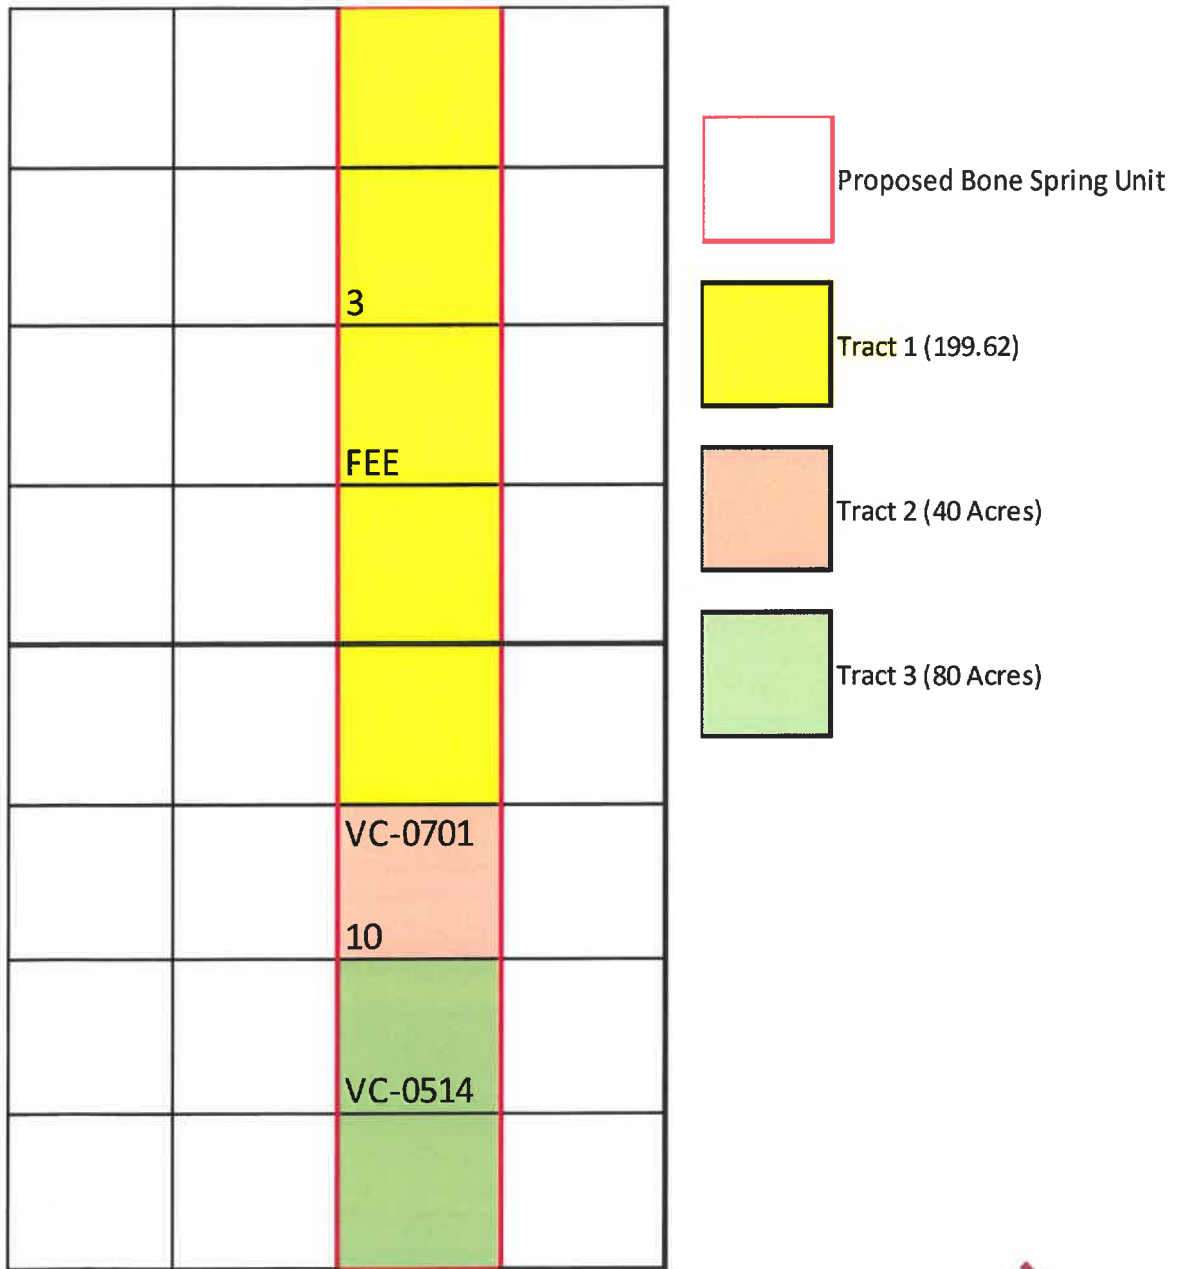 3
FEE
VC-0701
10
VC-0514
Proposed Bone Spring Unit
Tract 1 (199.62)
Tract 2 (40 Acres)
Tract 3 (80 Acres)